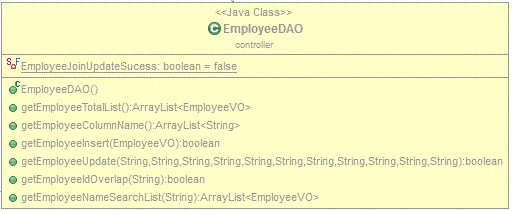 <<Java Class>>
EmployeeDAO
controller
EmployeeJoinUpdateSucess: boolean = false
EmployeeDAO()
getEmployeeTotalList():ArrayList<EmployeeVO>
getEmployeeColumnName():ArrayList<String>
getEmployeeInsert(EmployeeVO):boolean
getEmployeeUpdate(String,String,String,String,String,String,String,String,String,String,String):boolean
getEmployeeIdOverlap(String):boolean
getEmployeeNameSearchList(String):ArrayList<EmployeeVO>